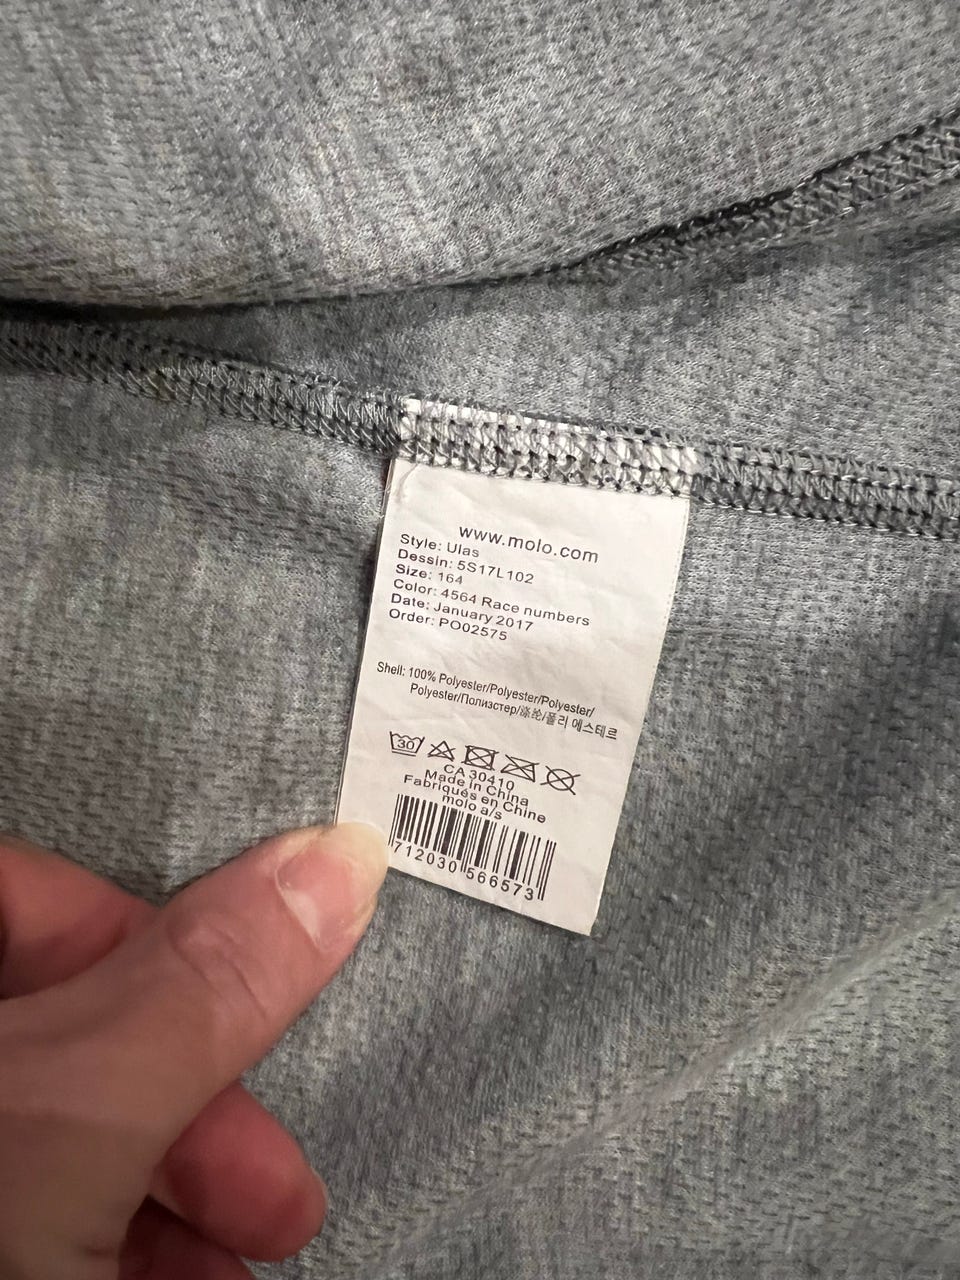 www.molo.com
Style: Ulas
Dessin: 5S17L102
Size: 164
Color: 4564 Race numbers
Date: January 2017
Order: PO02575
Shell: 100% Polyester/Polyester/Polyester/
Polyester/Полиэстер/涤纶/폴리 에스테르
30
CA 30410
Made in China
Fabriqués en Chine
molo a/s
712030 566573